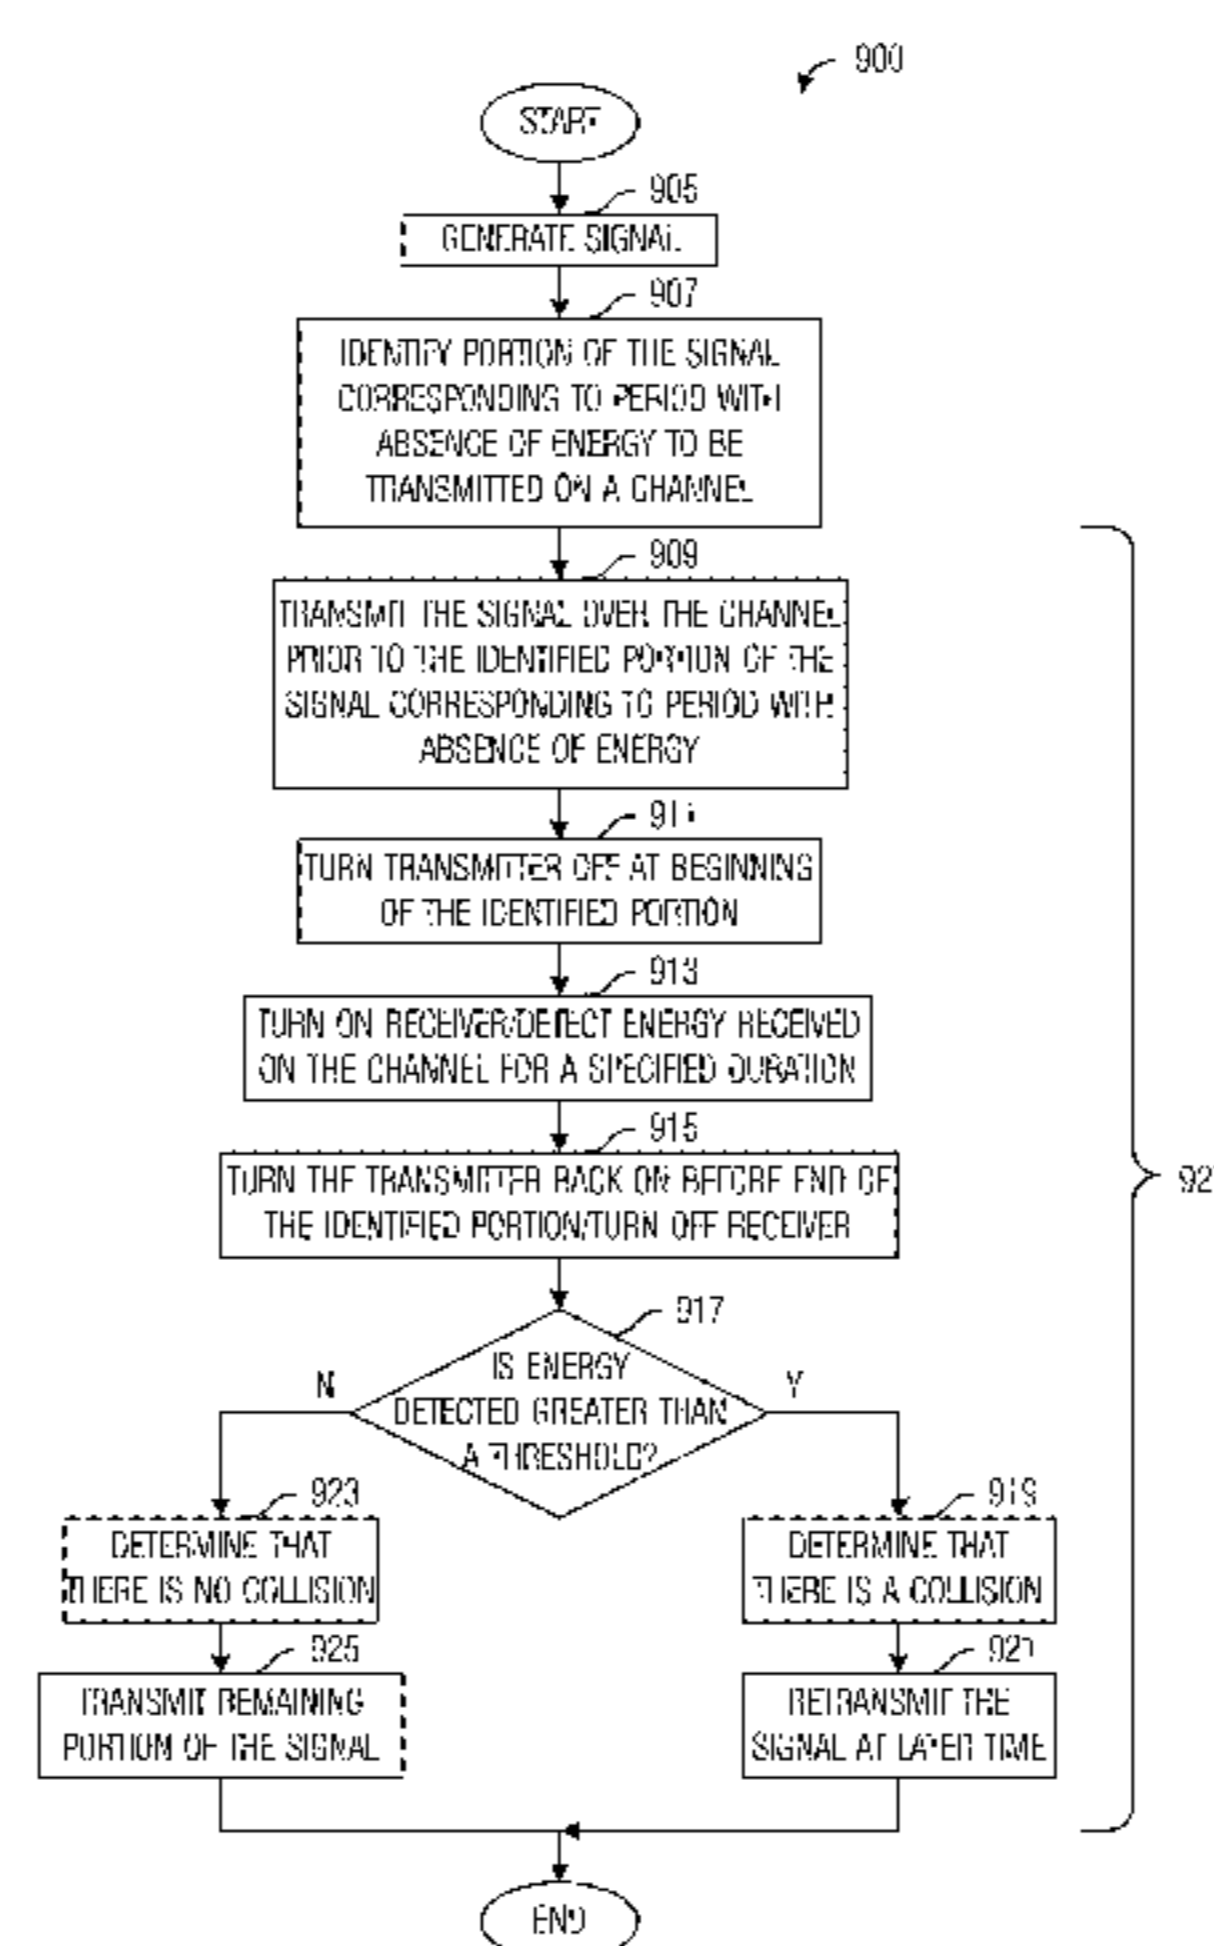 900
START
905
GENERATE SIGNAL
907
IDENTIFY PORTION OF THE SIGNAL
CORRESPONDING TO PERIOD WITH
ABSENCE OF ENERGY TO BE
TRANSMITTED ON A CHANNEL
909
TRANSMIT THE SIGNAL OVER THE CHANNEL
PRIOR TO THE IDENTIFIED PORTION OF THE
SIGNAL CORRESPONDING TO PERIOD WITH
ABSENCE OF ENERGY
911
TURN TRANSMITTER OFF AT BEGINNING
OF THE IDENTIFIED PORTION
913
TURN ON RECEIVER/DETECT ENERGY RECEIVED
ON THE CHANNEL FOR A SPECIFIED DURATION
915
TURN THE TRANSMITTER BACK ON BEFORE END OF
THE IDENTIFIED PORTION/TURN OFF RECEIVER
92
917
IS ENERGY
DETECTED GREATER THAN
A THRESHOLD?
N
Y
923
DETERMINE THAT
THERE IS NO COLLISION
919
DETERMINE THAT
THERE IS A COLLISION
925
TRANSMIT REMAINING
PORTION OF THE SIGNAL
921
RETRANSMIT THE
SIGNAL AT LATER TIME
END